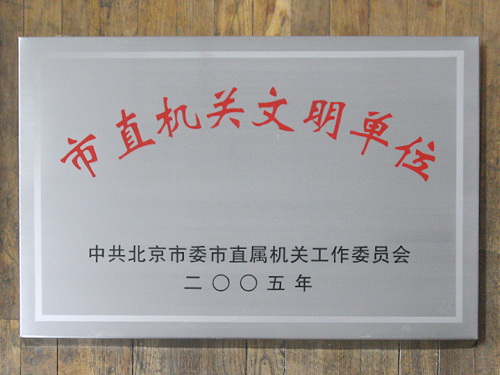 市直机关文明单位
中共北京市委市直属机关工作委员会
二〇〇五年